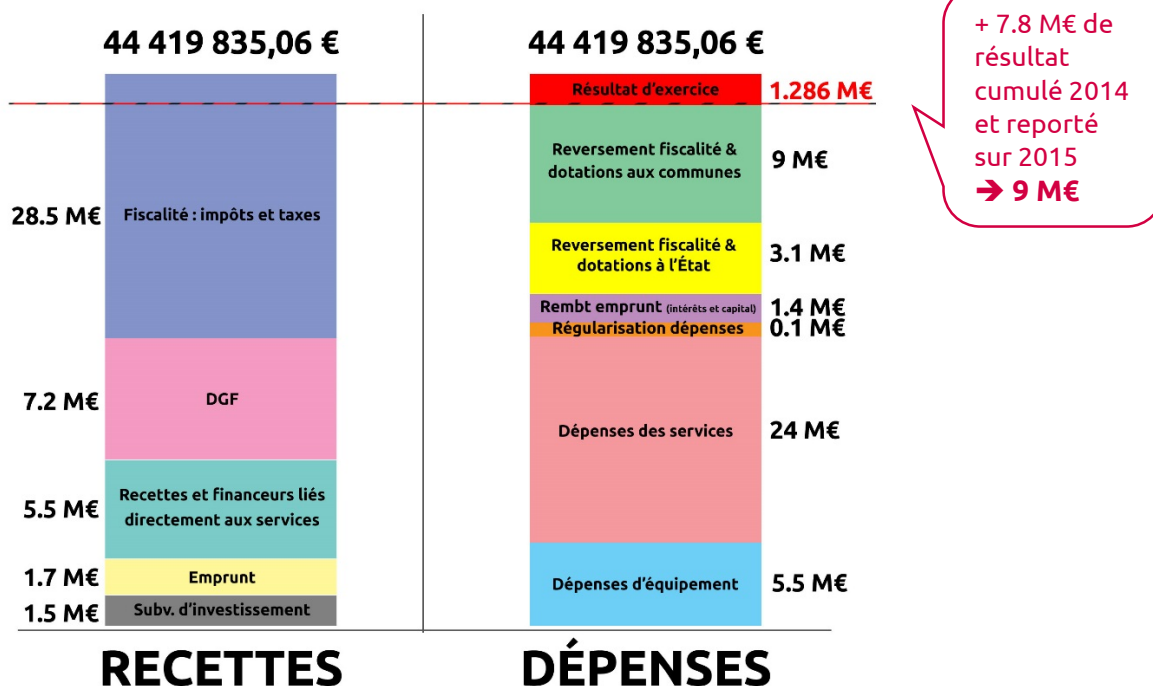 44 419 835,06 €
28.5 M€
Fiscalité : impôts et taxes
7.2 M€
DGF
5.5 M€
Recettes et financeurs liés
directement aux services
1.7 M€
Emprunt
1.5 M€
Subv. d'investissement
RECETTES
44 419 835,06 €
Résultat d'exercice
1.286 M€
Reversement fiscalité &
dotations aux communes
9 M€
Reversement fiscalité &
dotations à l'État
3.1 M€
Rembt emprunt (intérêts et capital)
1.4 M€
Régularisation dépenses
0.1 M€
Dépenses des services
24 M€
Dépenses d'équipement
5.5 M€
DÉPENSES
+ 7.8 M€ de
résultat
cumulé 2014
et reporté
sur 2015
➔ 9 M€